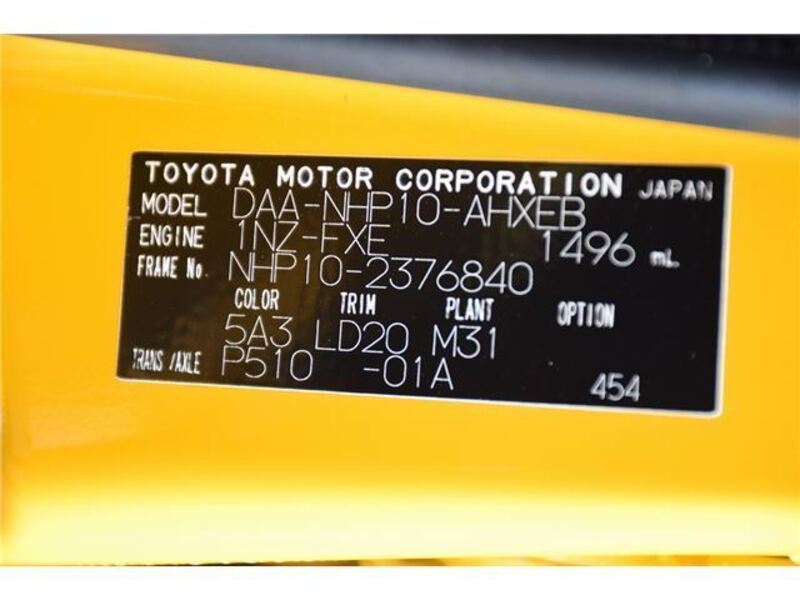 TOYOTA MOTOR CORPORATION JAPAN
MODEL DAA-NHP10-AHXEB
ENGINE 1NZ-FXE 1496 mL
FRAME No. NHP10-2376840
COLOR TRIM PLANT OPTION
5A3 LD20 M31
TRANS/AXLE P510 -01A 454